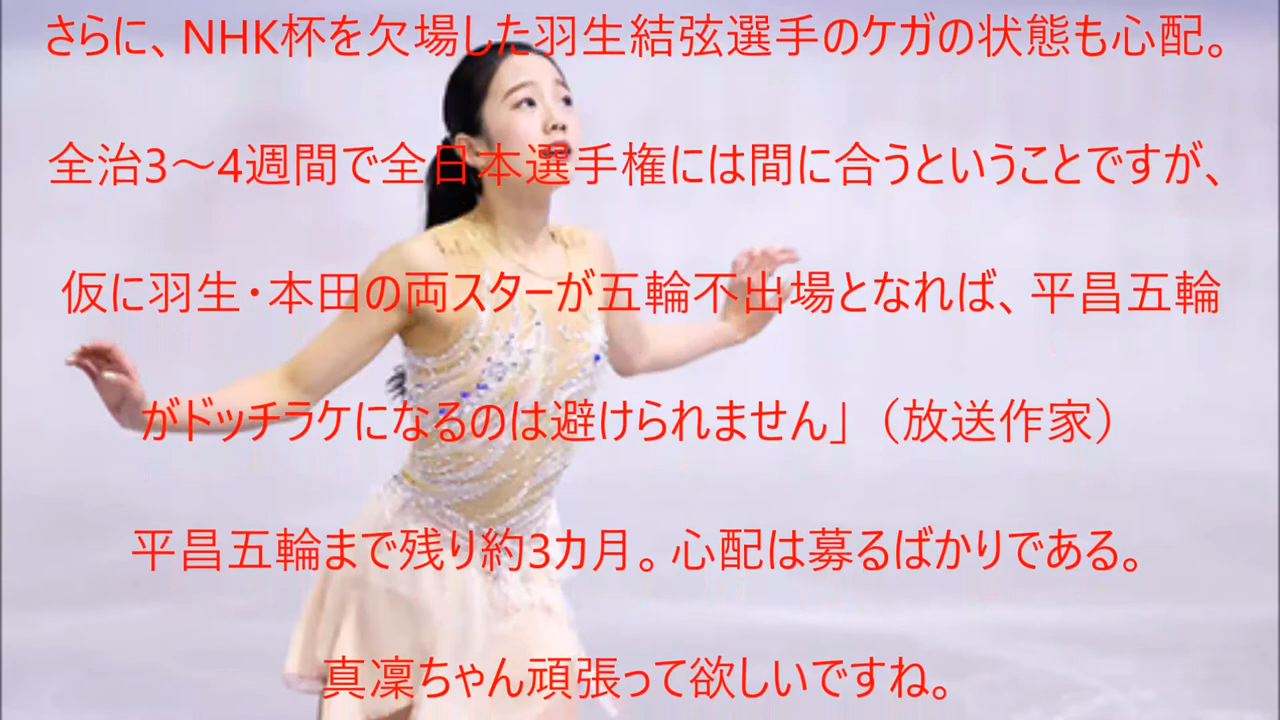 さらに、NHK杯を欠場した羽生結弦選手のケガの状態も心配。
全治3～4週間で全日本選手権には間に合うということですが、
仮に羽生・本田の両スターが五輪不出場となれば、平昌五輪
がドッチラケになるのは避けられません」（放送作家）
平昌五輪まで残り約3カ月。心配は募るばかりである。
真凜ちゃん頑張って欲しいですね。